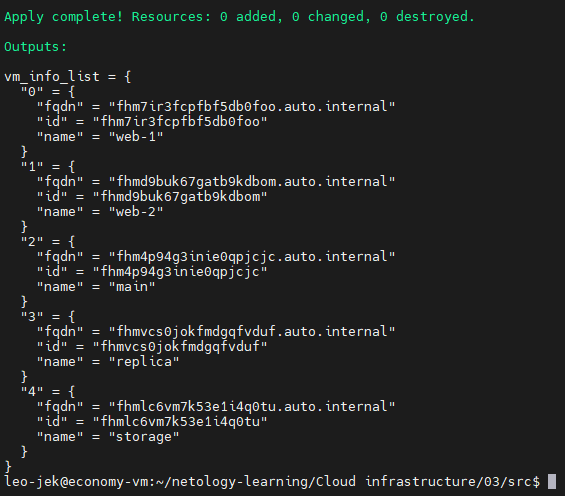 Apply complete! Resources: 0 added, 0 changed, 0 destroyed.
Outputs:
vm_info_list = {
  "0" = {
    "fqdn" = "fhm7ir3fcpfbf5db0foo.auto.internal"
    "id" = "fhm7ir3fcpfbf5db0foo"
    "name" = "web-1"
  }
  "1" = {
    "fqdn" = "fhmd9buk67gatb9kdbom.auto.internal"
    "id" = "fhmd9buk67gatb9kdbom"
    "name" = "web-2"
  }
  "2" = {
    "fqdn" = "fhm4p94g3inie0qpjcjc.auto.internal"
    "id" = "fhm4p94g3inie0qpjcjc"
    "name" = "main"
  }
  "3" = {
    "fqdn" = "fhmvcs0jokfmdgqfvduf.auto.internal"
    "id" = "fhmvcs0jokfmdgqfvduf"
    "name" = "replica"
  }
  "4" = {
    "fqdn" = "fhmlc6vm7k53e1i4q0tu.auto.internal"
    "id" = "fhmlc6vm7k53e1i4q0tu"
    "name" = "storage"
  }
}
leo-jek@economy-vm:~/netology-learning/Cloud infrastructure/03/src$